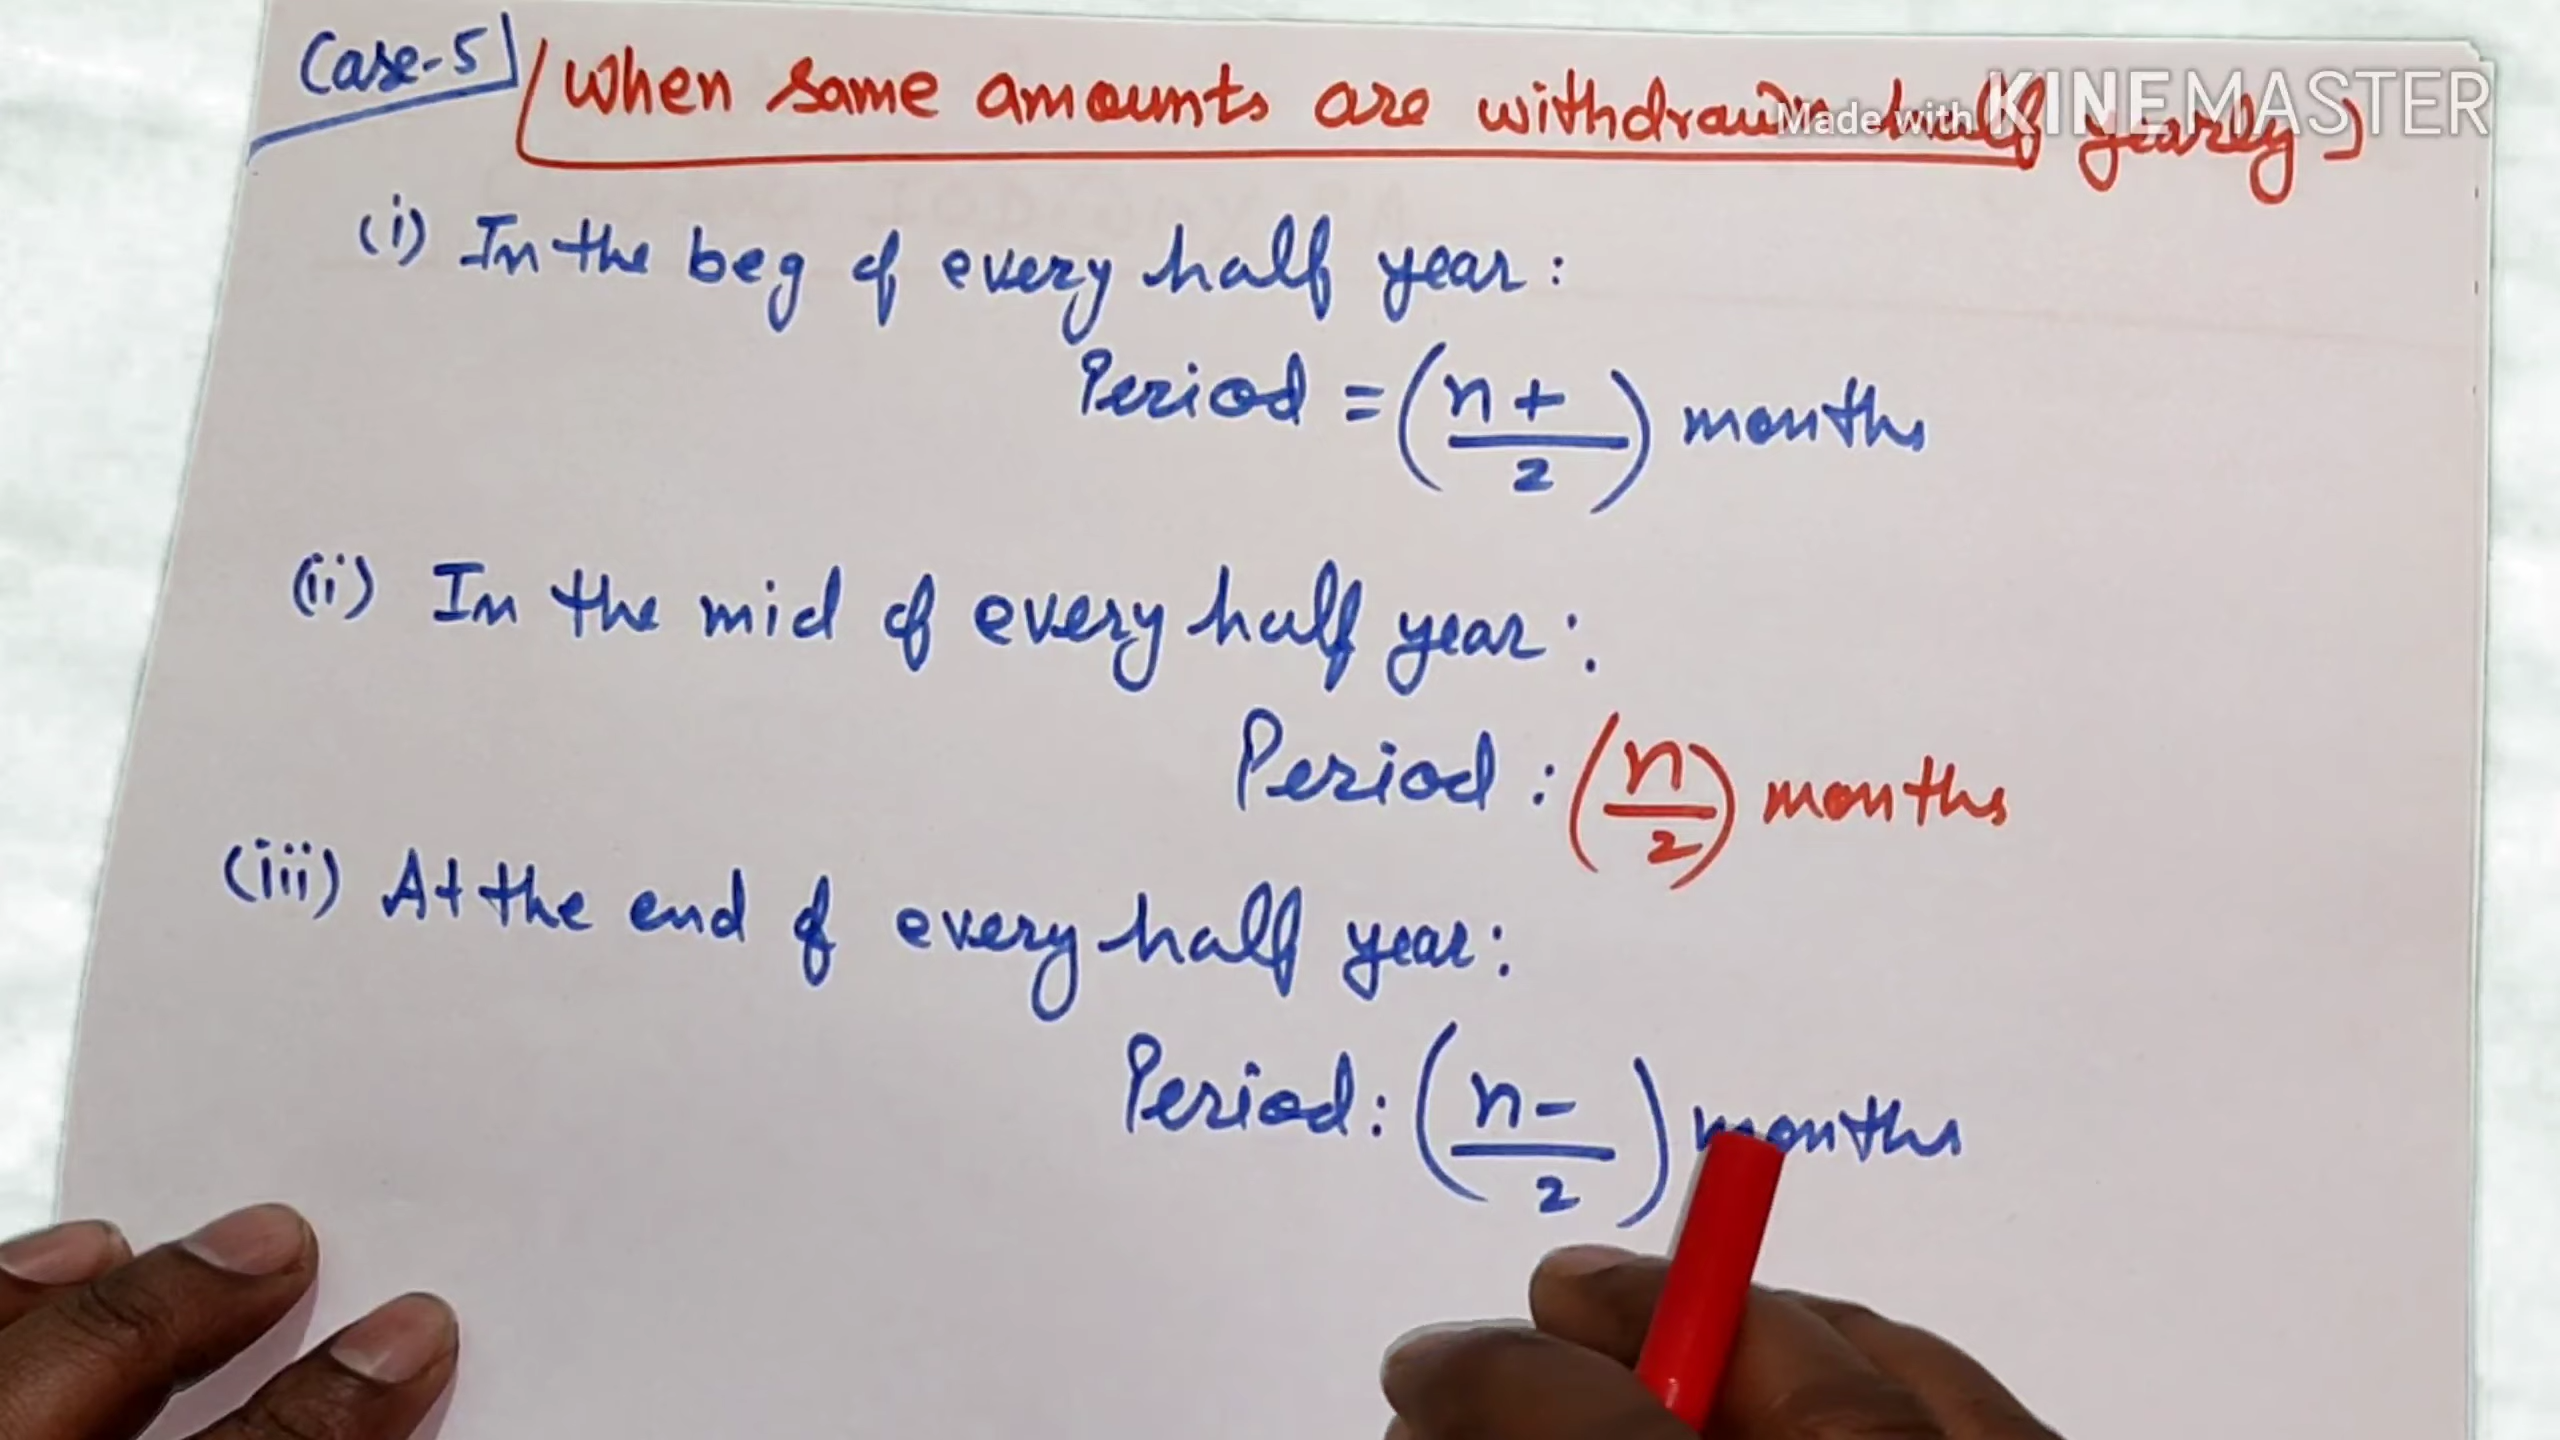 Case-5 When same amounts are withdrawn half yearly
Made with KINEMASTER
(i) In the beg of every half year:
Period = (n+ / 2) months
(ii) In the mid of every half year:
Period : (n / 2) months
(iii) At the end of every half year:
Period : (n- / 2) months